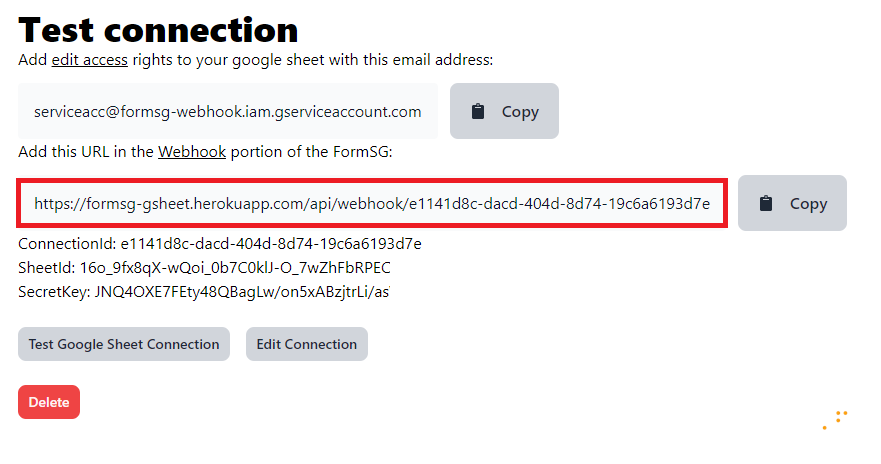 Test connection
Add edit access rights to your google sheet with this email address:
serviceacc@formsg-webhook.iam.gserviceaccount.com
Copy
Add this URL in the Webhook portion of the FormSG:
https://formsg-gsheet.herokuapp.com/api/webhook/e1141d8c-dacd-404d-8d74-19c6a6193d7e
Copy
ConnectionId: e1141d8c-dacd-404d-8d74-19c6a6193d7e
SheetId: 16o_9fx8qX-wQoi_0b7C0klJ-O_7wZhFbRPEC
SecretKey: JNQ4OXE7FEty48QBagLw/on5xABzjtrLi/as
Test Google Sheet Connection
Edit Connection
Delete